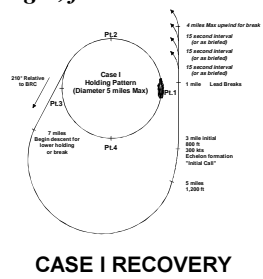 4 miles Max upwind for break
15 second interval
(or as briefed)
15 second interval
(or as briefed)
15 second interval
(or as briefed)
Pt.2
Case I
Holding Pattern
(Diameter 5 miles Max)
Pt.1
1 mile Lead Breaks
210° Relative
to BRC
Pt.3
7 miles
Begin descent for
lower holding
or break
Pt.4
3 mile initial
800 ft
300 kts
Echelon formation
"Initial Call"
5 miles
1,200 ft
CASE I RECOVERY